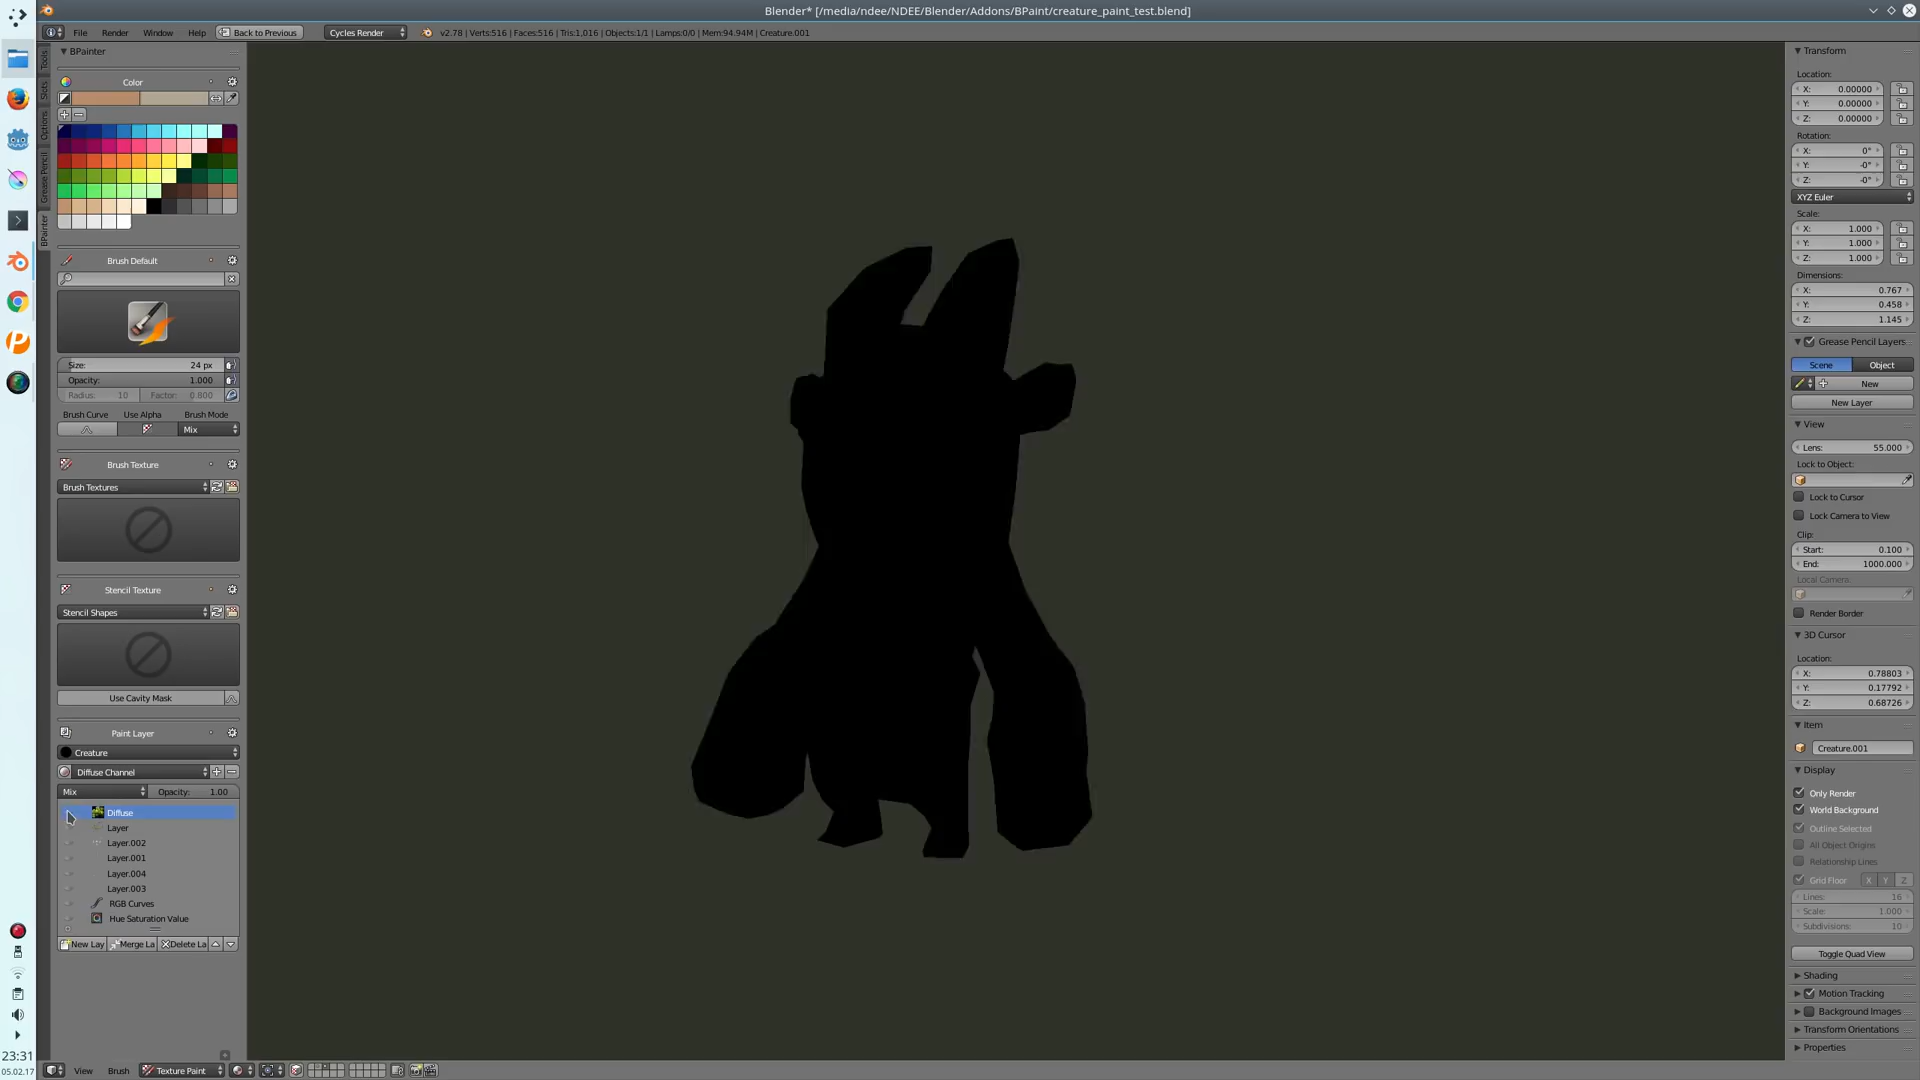 Blender* [/media/ndee/NDEE/Blender/Addons/BPaint/creature_paint_test.blend]
File Render Window Help Back to Previous Cycles Render v2.78 | Verts:516 | Faces:516 | Tris:1,016 | Objects:1/1 | Lamps:0/0 | Mem:94.94M | Creature.001
Tools
Slots
Options
Grease Pencil
BPainter
BPainter
Color
Brush Default
Size: 24 px
Opacity: 1.000
Radius: 10 Factor: 0.800
Brush Curve Use Alpha Brush Mode
Mix
Brush Texture
Brush Textures
Stencil Texture
Stencil Shapes
Use Cavity Mask
Paint Layer
Creature
Diffuse Channel
Mix Opacity: 1.00
Diffuse
Layer
Layer.002
Layer.001
Layer.004
Layer.003
RGB Curves
Hue Saturation Value
New Lay Merge La Delete La
View Brush Texture Paint
23:31
05.02.17
Transform
Location:
X: 0.00000
Y: 0.00000
Z: 0.00000
Rotation:
X: 0°
Y: -0°
Z: -0°
XYZ Euler
Scale:
X: 1.000
Y: 1.000
Z: 1.000
Dimensions:
X: 0.767
Y: 0.458
Z: 1.145
Grease Pencil Layers
Scene Object
New
New Layer
View
Lens: 55.000
Lock to Object:
Lock to Cursor
Lock Camera to View
Clip:
Start: 0.100
End: 1000.000
Local Camera:
Render Border
3D Cursor
Location:
X: 0.78803
Y: 0.17792
Z: 0.68726
Item
Creature.001
Display
Only Render
World Background
Outline Selected
All Object Origins
Relationship Lines
Grid Floor X Y Z
Lines: 16
Scale: 1.000
Subdivisions: 10
Toggle Quad View
Shading
Motion Tracking
Background Images
Transform Orientations
Properties